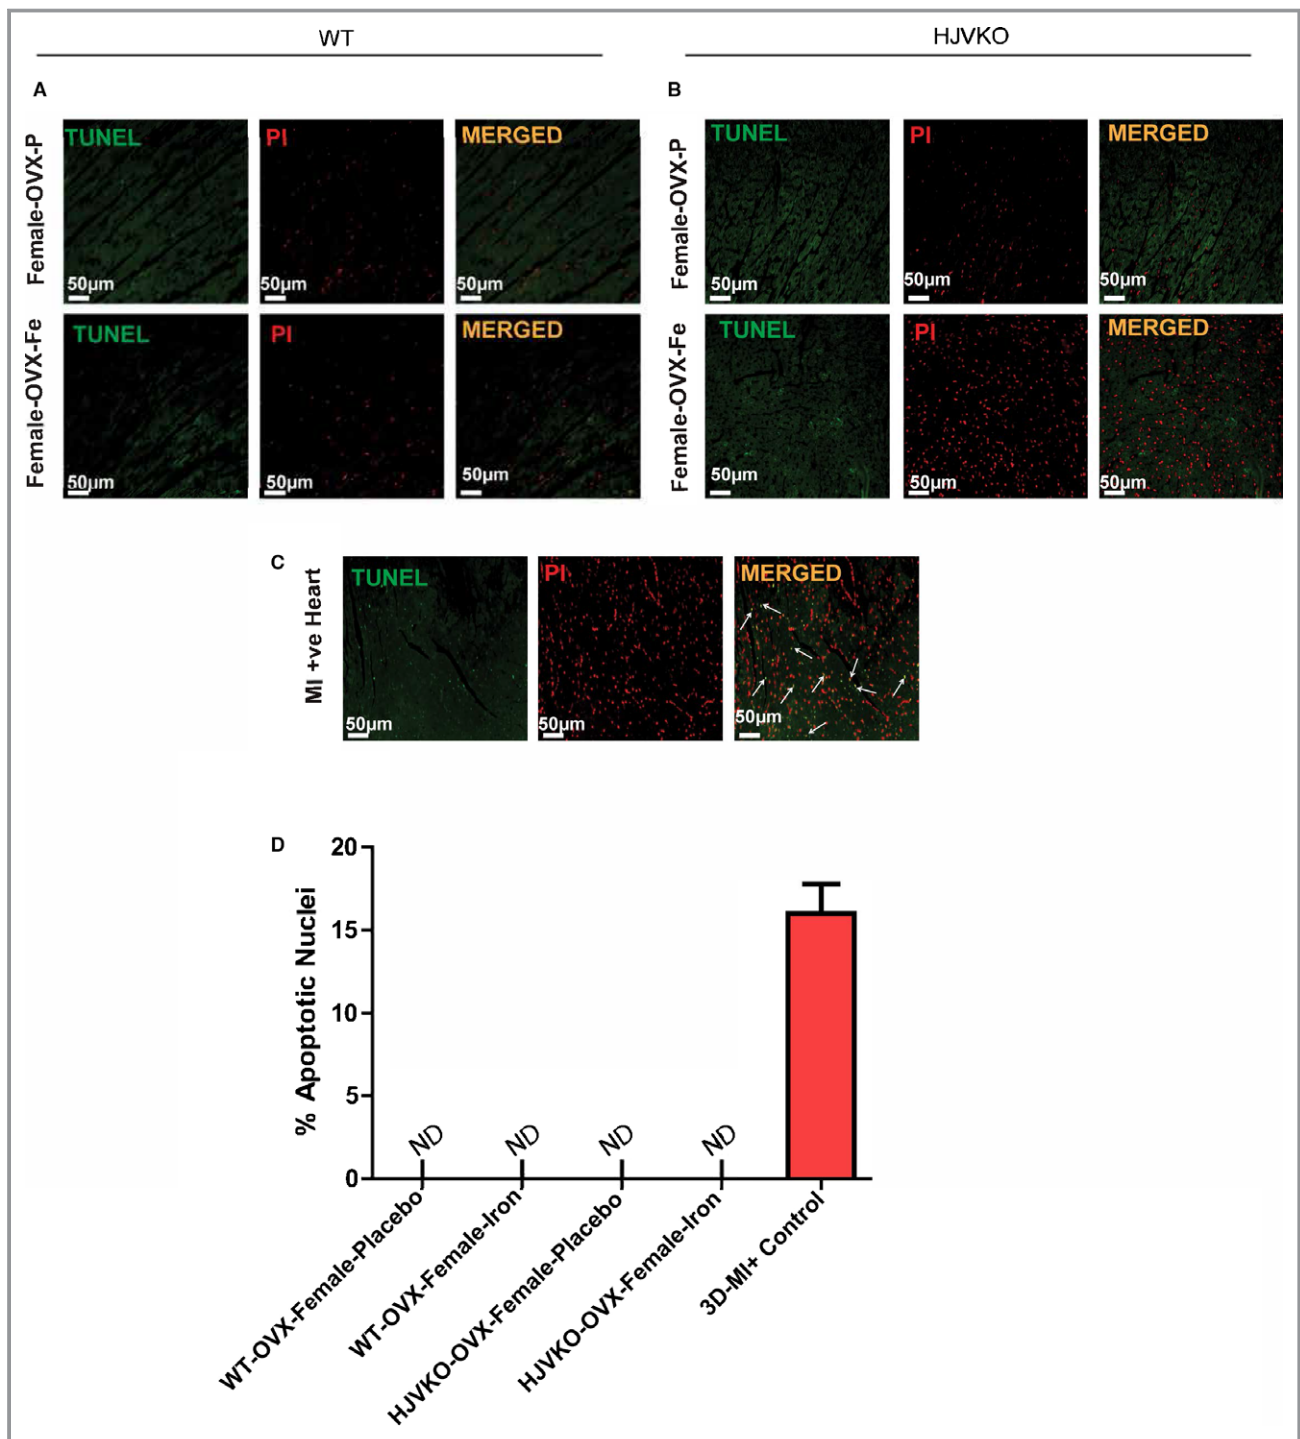 WT
HJVKO
A
B
Female-OVX-P
TUNEL
PI
MERGED
50µm
50µm
50µm
Female-OVX-P
TUNEL
PI
MERGED
50µm
50µm
50µm
Female-OVX-Fe
TUNEL
PI
MERGED
50µm
50µm
50µm
Female-OVX-Fe
TUNEL
PI
MERGED
50µm
50µm
50µm
C
MI +ve Heart
TUNEL
PI
MERGED
50µm
50µm
50µm
D
% Apoptotic Nuclei
20
15
10
5
0
ND
ND
ND
ND
WT-OVX-Female-Placebo
WT-OVX-Female-Iron
HJVKO-OVX-Female-Placebo
HJVKO-OVX-Female-Iron
3D-MI+ Control